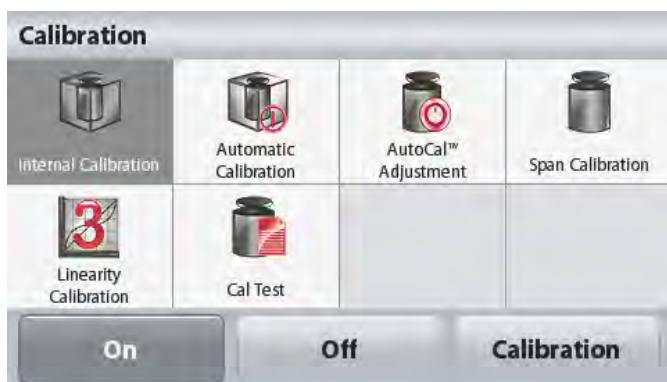 Calibration
Internal Calibration
Automatic
Calibration
AutoCal™
Adjustment
Span Calibration
3
Linearity
Calibration
Cal Test
On
Off
Calibration